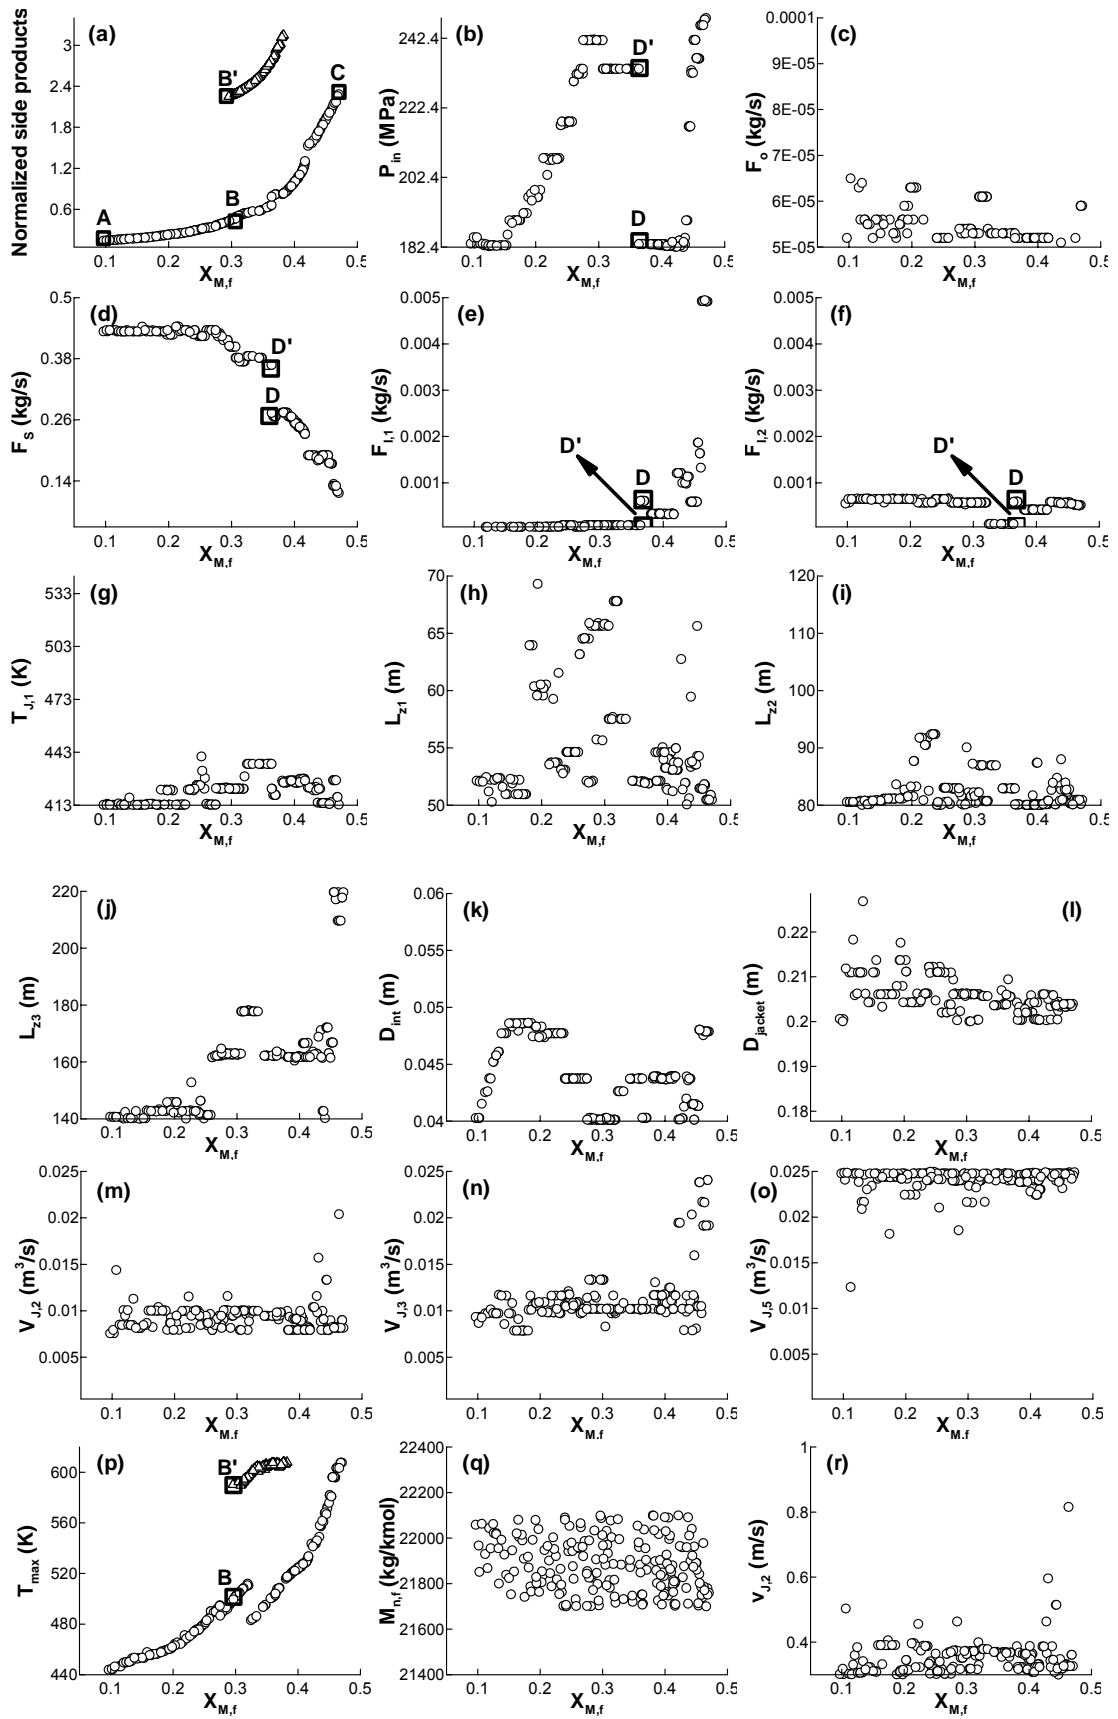 (a)
Normalized side products
3
2.4
1.8
1.2
0.6
A
B
B'
C
0.1 0.2 0.3 0.4 0.5
X_M,f
(b)
P_in (MPa)
242.4
222.4
202.4
182.4
D'
D
0.1 0.2 0.3 0.4 0.5
X_M,f
(c)
F_o (kg/s)
0.0001
9E-05
8E-05
7E-05
6E-05
5E-05
0.1 0.2 0.3 0.4 0.5
X_M,f
(d)
F_S (kg/s)
0.5
0.38
0.26
0.14
D'
D
0.1 0.2 0.3 0.4 0.5
X_M,f
(e)
F_I,1 (kg/s)
0.005
0.004
0.003
0.002
0.001
D'
D
0.1 0.2 0.3 0.4 0.5
X_M,f
(f)
F_I,2 (kg/s)
0.005
0.004
0.003
0.002
0.001
D'
D
0.1 0.2 0.3 0.4 0.5
X_M,f
(g)
T_J,1 (K)
533
503
473
443
413
0.1 0.2 0.3 0.4 0.5
X_M,f
(h)
L_z1 (m)
70
65
60
55
50
0.1 0.2 0.3 0.4 0.5
X_M,f
(i)
L_z2 (m)
120
110
100
90
80
0.1 0.2 0.3 0.4 0.5
X_M,f
(j)
L_z3 (m)
220
200
180
160
140
0.1 0.2 0.3 0.4 0.5
X_M,f
(k)
D_int (m)
0.06
0.055
0.05
0.045
0.04
0.1 0.2 0.3 0.4 0.5
X_M,f
(l)
D_jacket (m)
0.22
0.21
0.2
0.19
0.18
0.1 0.2 0.3 0.4 0.5
X_M,f
(m)
V_J,2 (m³/s)
0.025
0.02
0.015
0.01
0.005
0.1 0.2 0.3 0.4 0.5
X_M,f
(n)
V_J,3 (m³/s)
0.025
0.02
0.015
0.01
0.005
0.1 0.2 0.3 0.4 0.5
X_M,f
(o)
V_J,5 (m³/s)
0.025
0.02
0.015
0.01
0.005
0.1 0.2 0.3 0.4 0.5
X_M,f
(p)
T_max (K)
600
560
520
480
440
B'
B
0.1 0.2 0.3 0.4 0.5
X_M,f
(q)
M_n,f (kg/kmol)
22400
22200
22000
21800
21600
21400
0.1 0.2 0.3 0.4 0.5
X_M,f
(r)
v_J,2 (m/s)
1
0.8
0.6
0.4
0.1 0.2 0.3 0.4 0.5
X_M,f